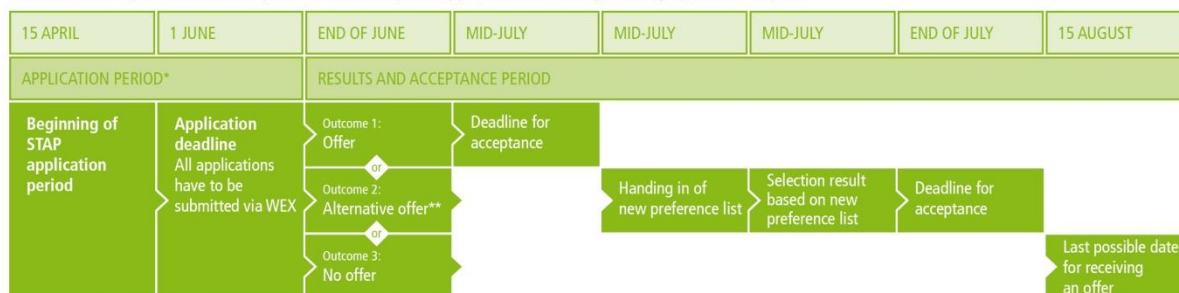 15 APRIL
1 JUNE
END OF JUNE
MID-JULY
MID-JULY
MID-JULY
END OF JULY
15 AUGUST
APPLICATION PERIOD*
RESULTS AND ACCEPTANCE PERIOD
Beginning of
STAP
application
period
Application
deadline
All applications
have to be
submitted via WEX
Outcome 1:
Offer
or
Outcome 2:
Alternative offer**
or
Outcome 3:
No offer
Deadline for
acceptance
Handing in of
new preference list
Selection result
based on new
preference list
Deadline for
acceptance
Last possible date
for receiving
an offer